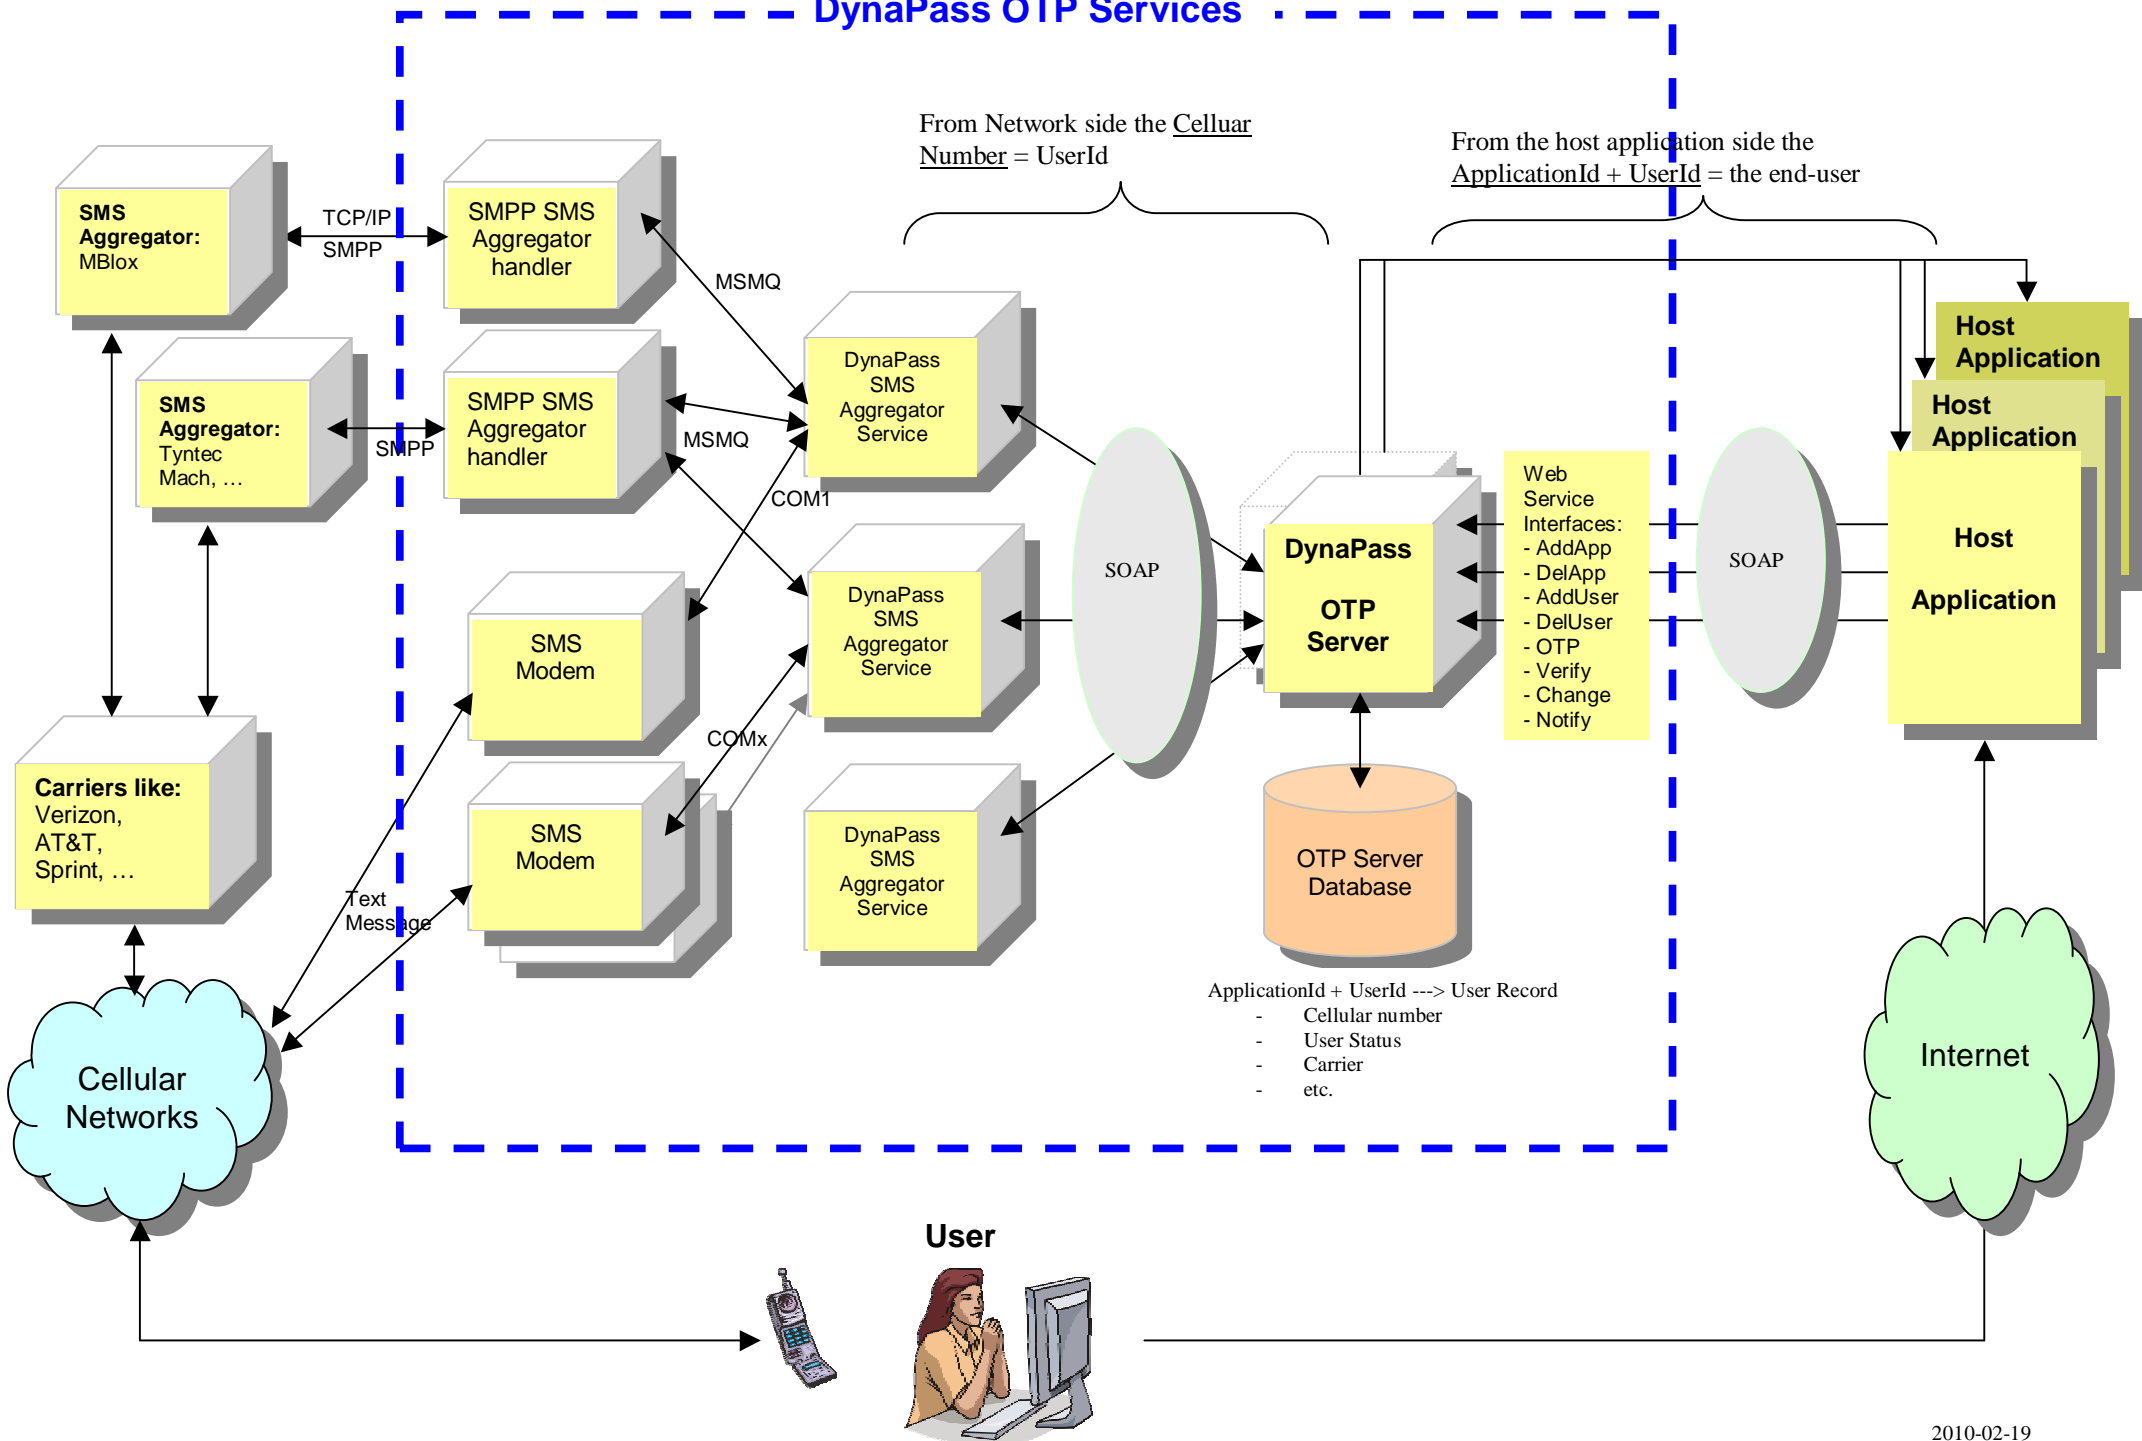 DynaPass OTP Services
From Network side the Celluar
Number = UserId
From the host application side the
ApplicationId + UserId = the end-user
SMS
Aggregator:
MBlox
TCP/IP
SMPP
SMPP SMS
Aggregator
handler
MSMQ
SMS
Aggregator:
Tyntec
Mach, …
SMPP
SMPP SMS
Aggregator
handler
MSMQ
COM1
DynaPass
SMS
Aggregator
Service
DynaPass
SMS
Aggregator
Service
DynaPass
SMS
Aggregator
Service
SMS
Modem
COMx
SMS
Modem
Text
Message
Carriers like:
Verizon,
AT&T,
Sprint, …
Cellular
Networks
SOAP
DynaPass
OTP
Server
OTP Server
Database
ApplicationId + UserId ---> User Record
- Cellular number
- User Status
- Carrier
- etc.
Web
Service
Interfaces:
- AddApp
- DelApp
- AddUser
- DelUser
- OTP
- Verify
- Change
- Notify
SOAP
Host
Application
Host
Application
Host
Application
Internet
User
2010-02-19